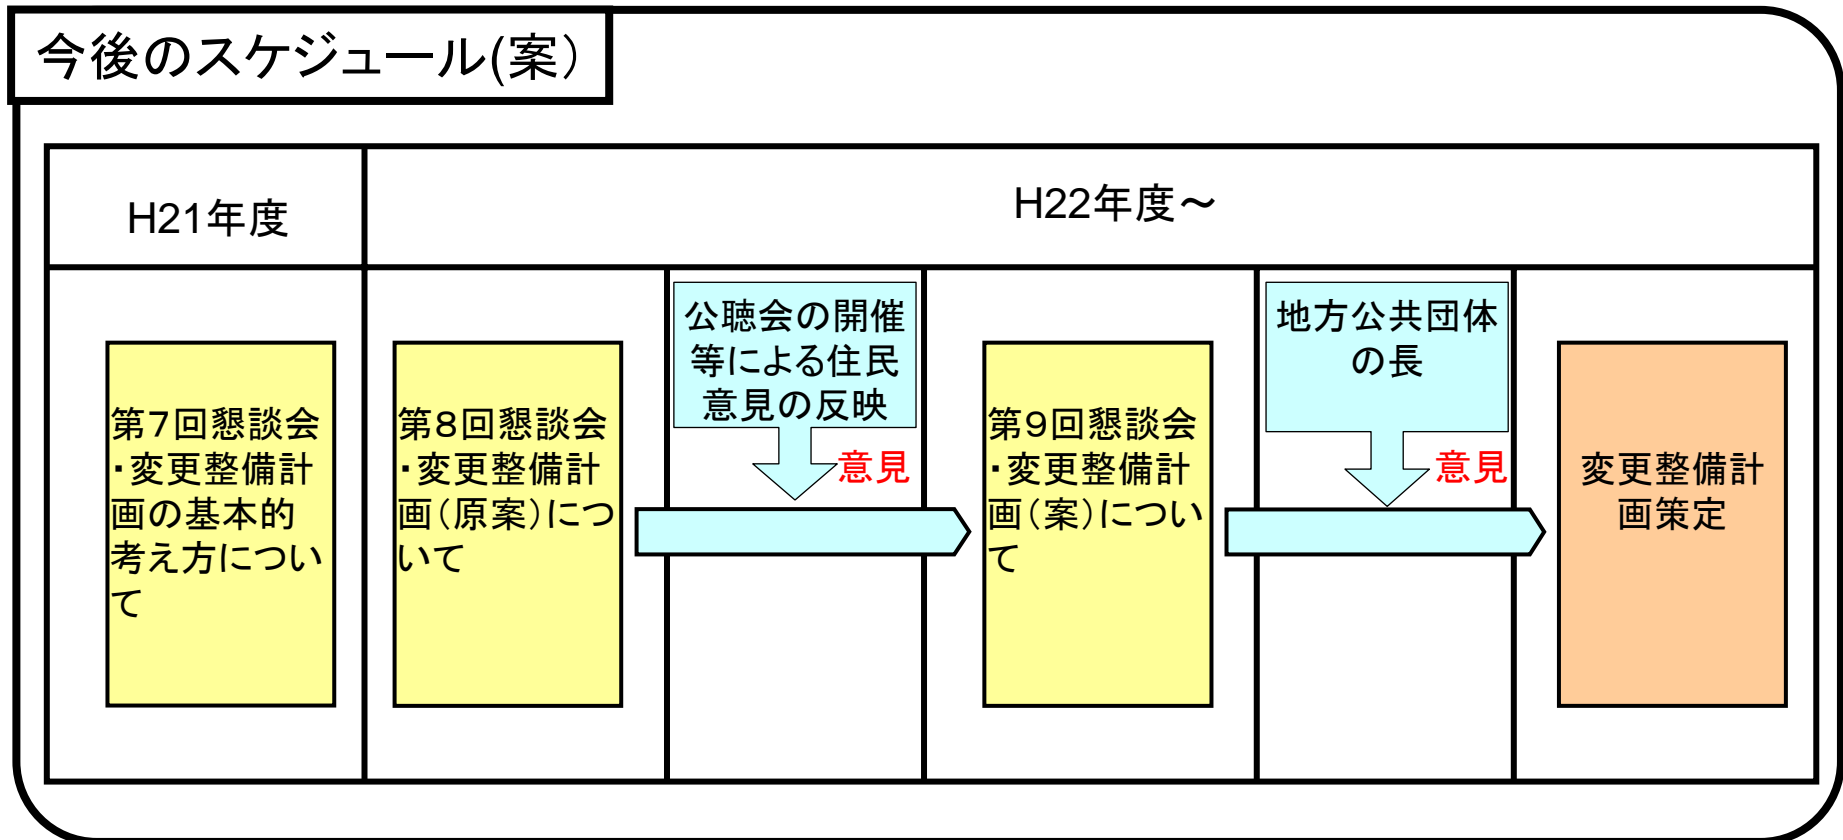 今後のスケジュール(案）
H21年度
H22年度～
第７回懇談会
・変更整備計
画の基本的
考え方につい
て
第８回懇談会
・変更整備計
画（原案）につ
いて
公聴会の開催
等による住民
意見の反映
意見
第９回懇談会
・変更整備計
画（案）につい
て
地方公共団体
の長
意見
変更整備計
画策定